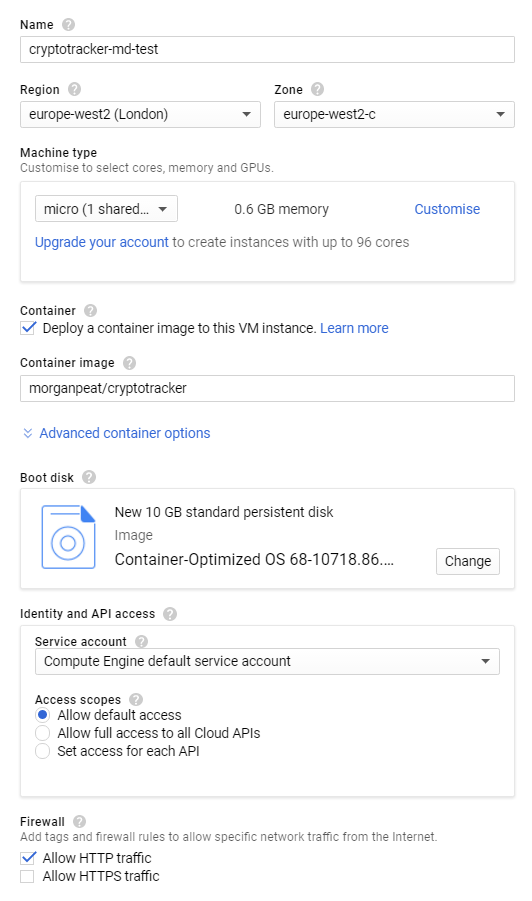 Name
cryptotracker-md-test
Region Zone
europe-west2 (London) europe-west2-c
Machine type
Customise to select cores, memory and GPUs.
micro (1 shared... 0.6 GB memory Customise
Upgrade your account to create instances with up to 96 cores
Container
Deploy a container image to this VM instance. Learn more
Container image
morganpeat/cryptotracker
Advanced container options
Boot disk
New 10 GB standard persistent disk
Image
Container-Optimized OS 68-10718.86.... Change
Identity and API access
Service account
Compute Engine default service account
Access scopes
Allow default access
Allow full access to all Cloud APIs
Set access for each API
Firewall
Add tags and firewall rules to allow specific network traffic from the Internet.
Allow HTTP traffic
Allow HTTPS traffic